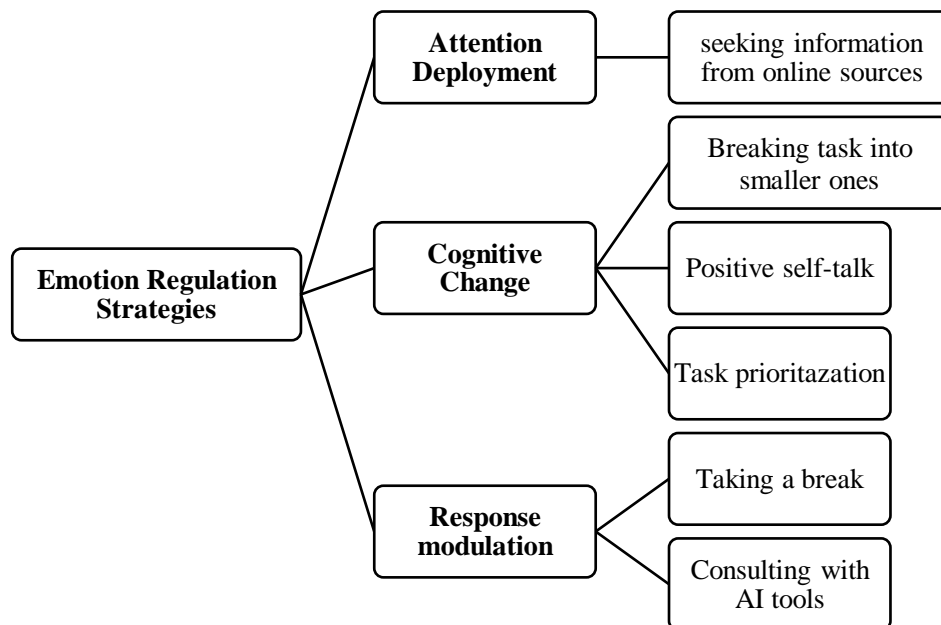 Attention
Deployment
seeking information
from online sources
Breaking task into
smaller ones
Emotion Regulation
Strategies
Cognitive
Change
Positive self-talk
Task prioritazation
Response
modulation
Taking a break
Consulting with
AI tools